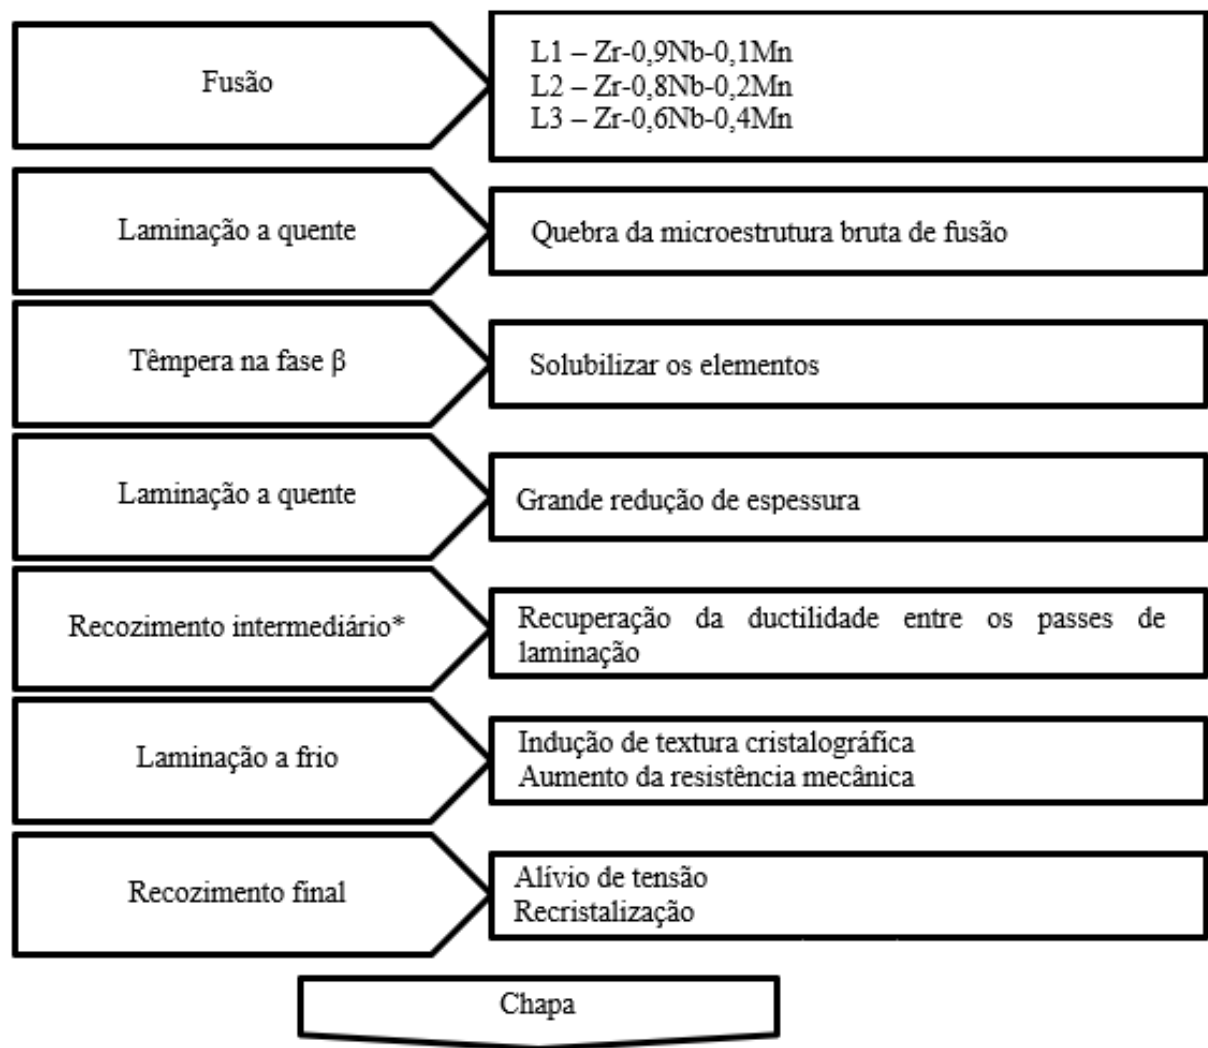 Fusão
L1 – Zr-0,9Nb-0,1Mn
L2 – Zr-0,8Nb-0,2Mn
L3 – Zr-0,6Nb-0,4Mn
Laminação a quente
Quebra da microestrutura bruta de fusão
Têmpera na fase β
Solubilizar os elementos
Laminação a quente
Grande redução de espessura
Recozimento intermediário*
Recuperação da ductilidade entre os passes de
laminação
Laminação a frio
Indução de textura cristalográfica
Aumento da resistência mecânica
Recozimento final
Alívio de tensão
Recristalização
Chapa